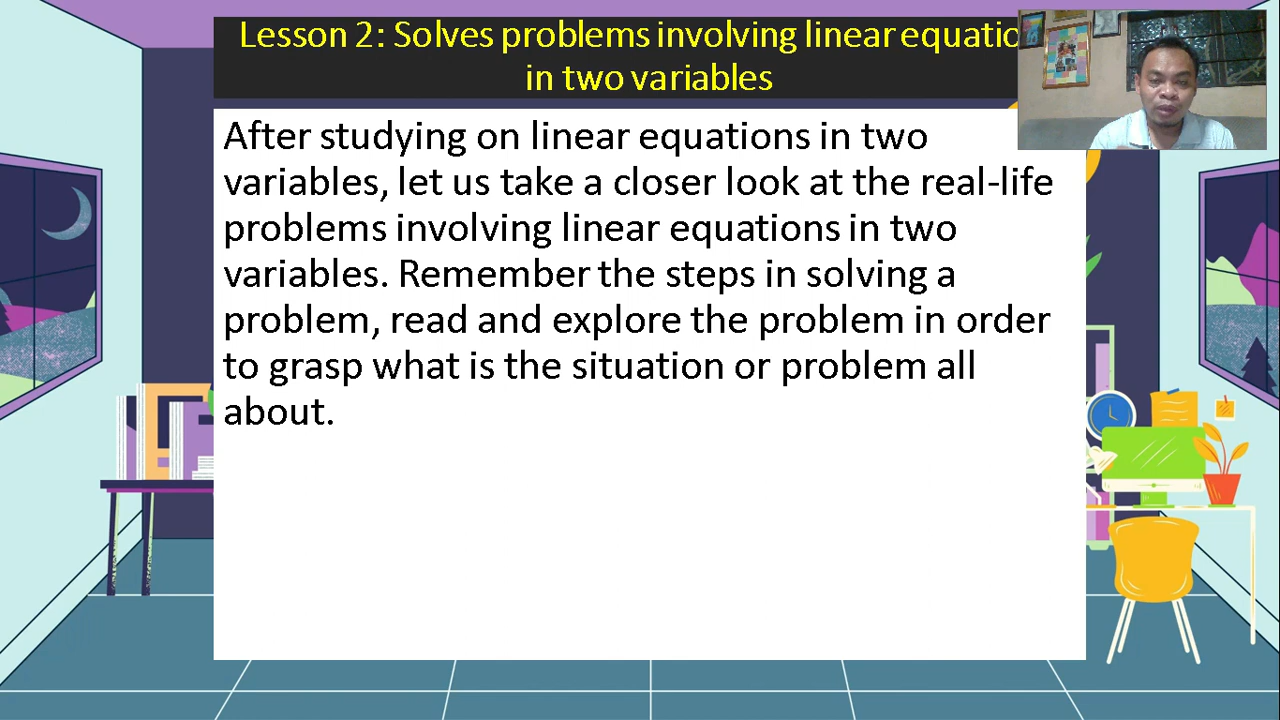 Lesson 2: Solves problems involving linear equatio
in two variables
After studying on linear equations in two
variables, let us take a closer look at the real-life
problems involving linear equations in two
variables. Remember the steps in solving a
problem, read and explore the problem in order
to grasp what is the situation or problem all
about.